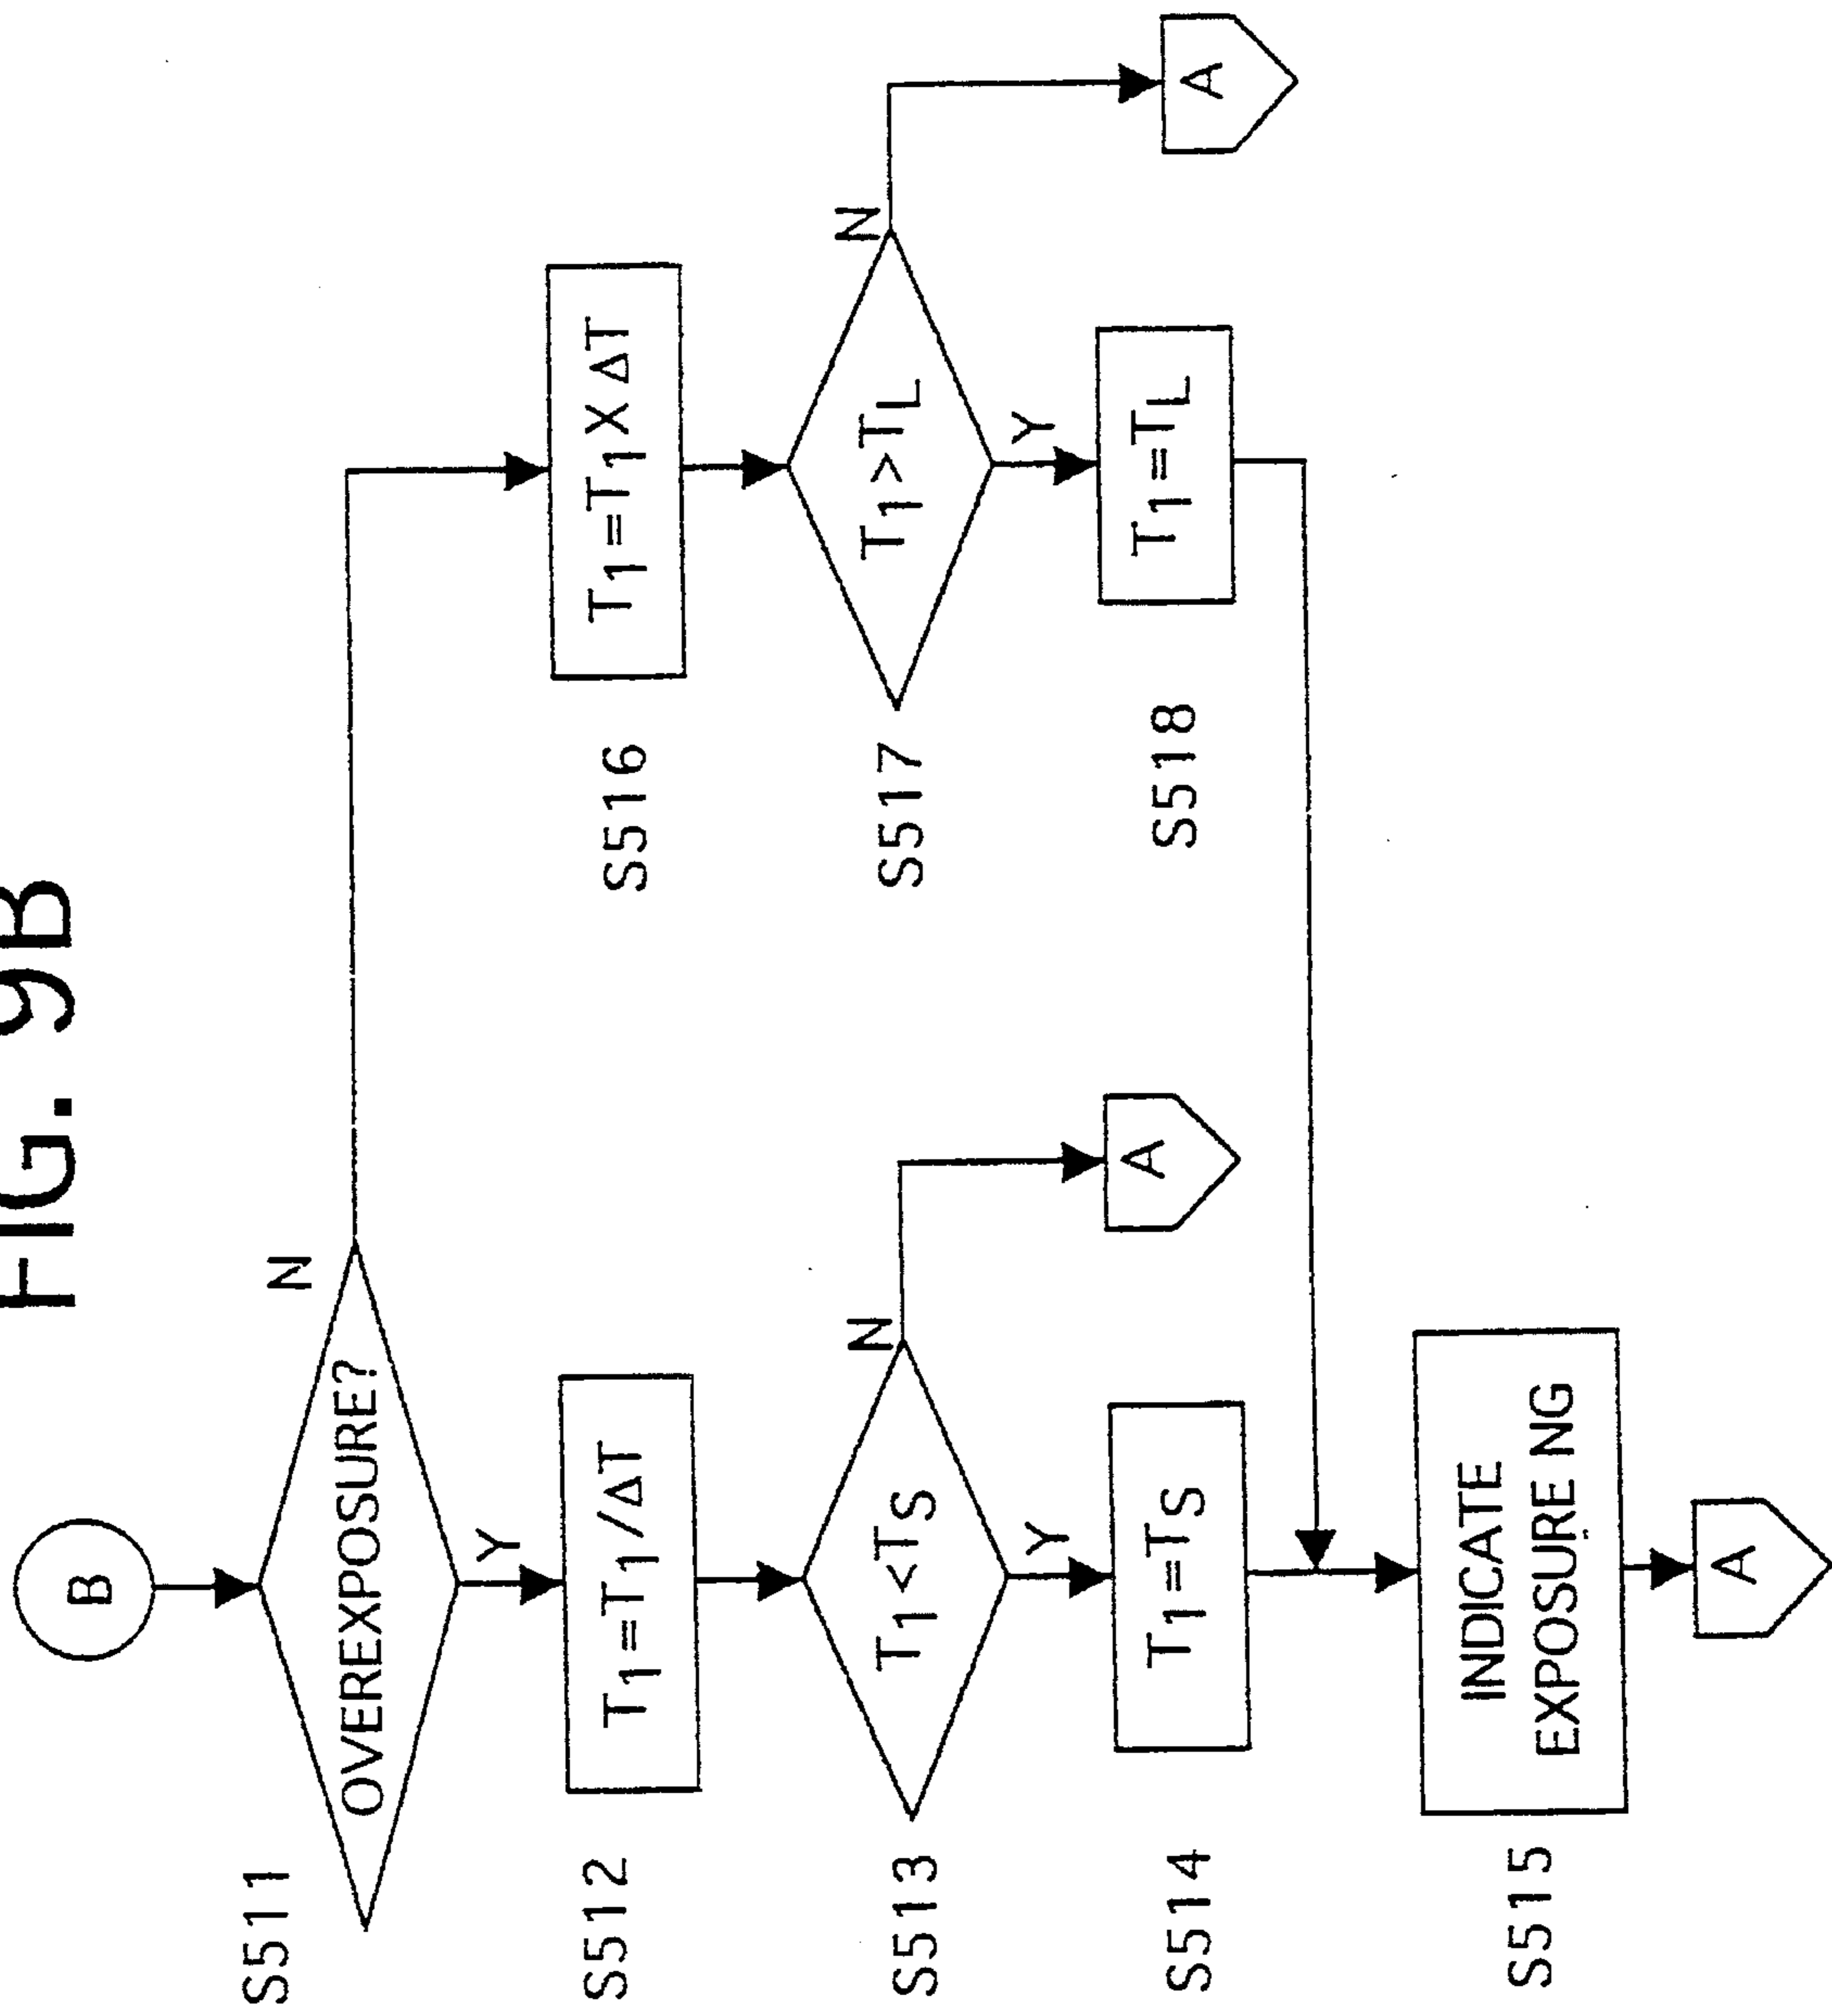 FIG. 9B
B
S511
OVEREXPOSURE?
N
Y
S512
T1=T1/ΔT
S513
T1<TS
N
A
Y
S514
T1=TS
S515
INDICATE
EXPOSURE NG
A
S516
T1=T1XΔT
S517
T1>TL
N
A
Y
S518
T1=TL